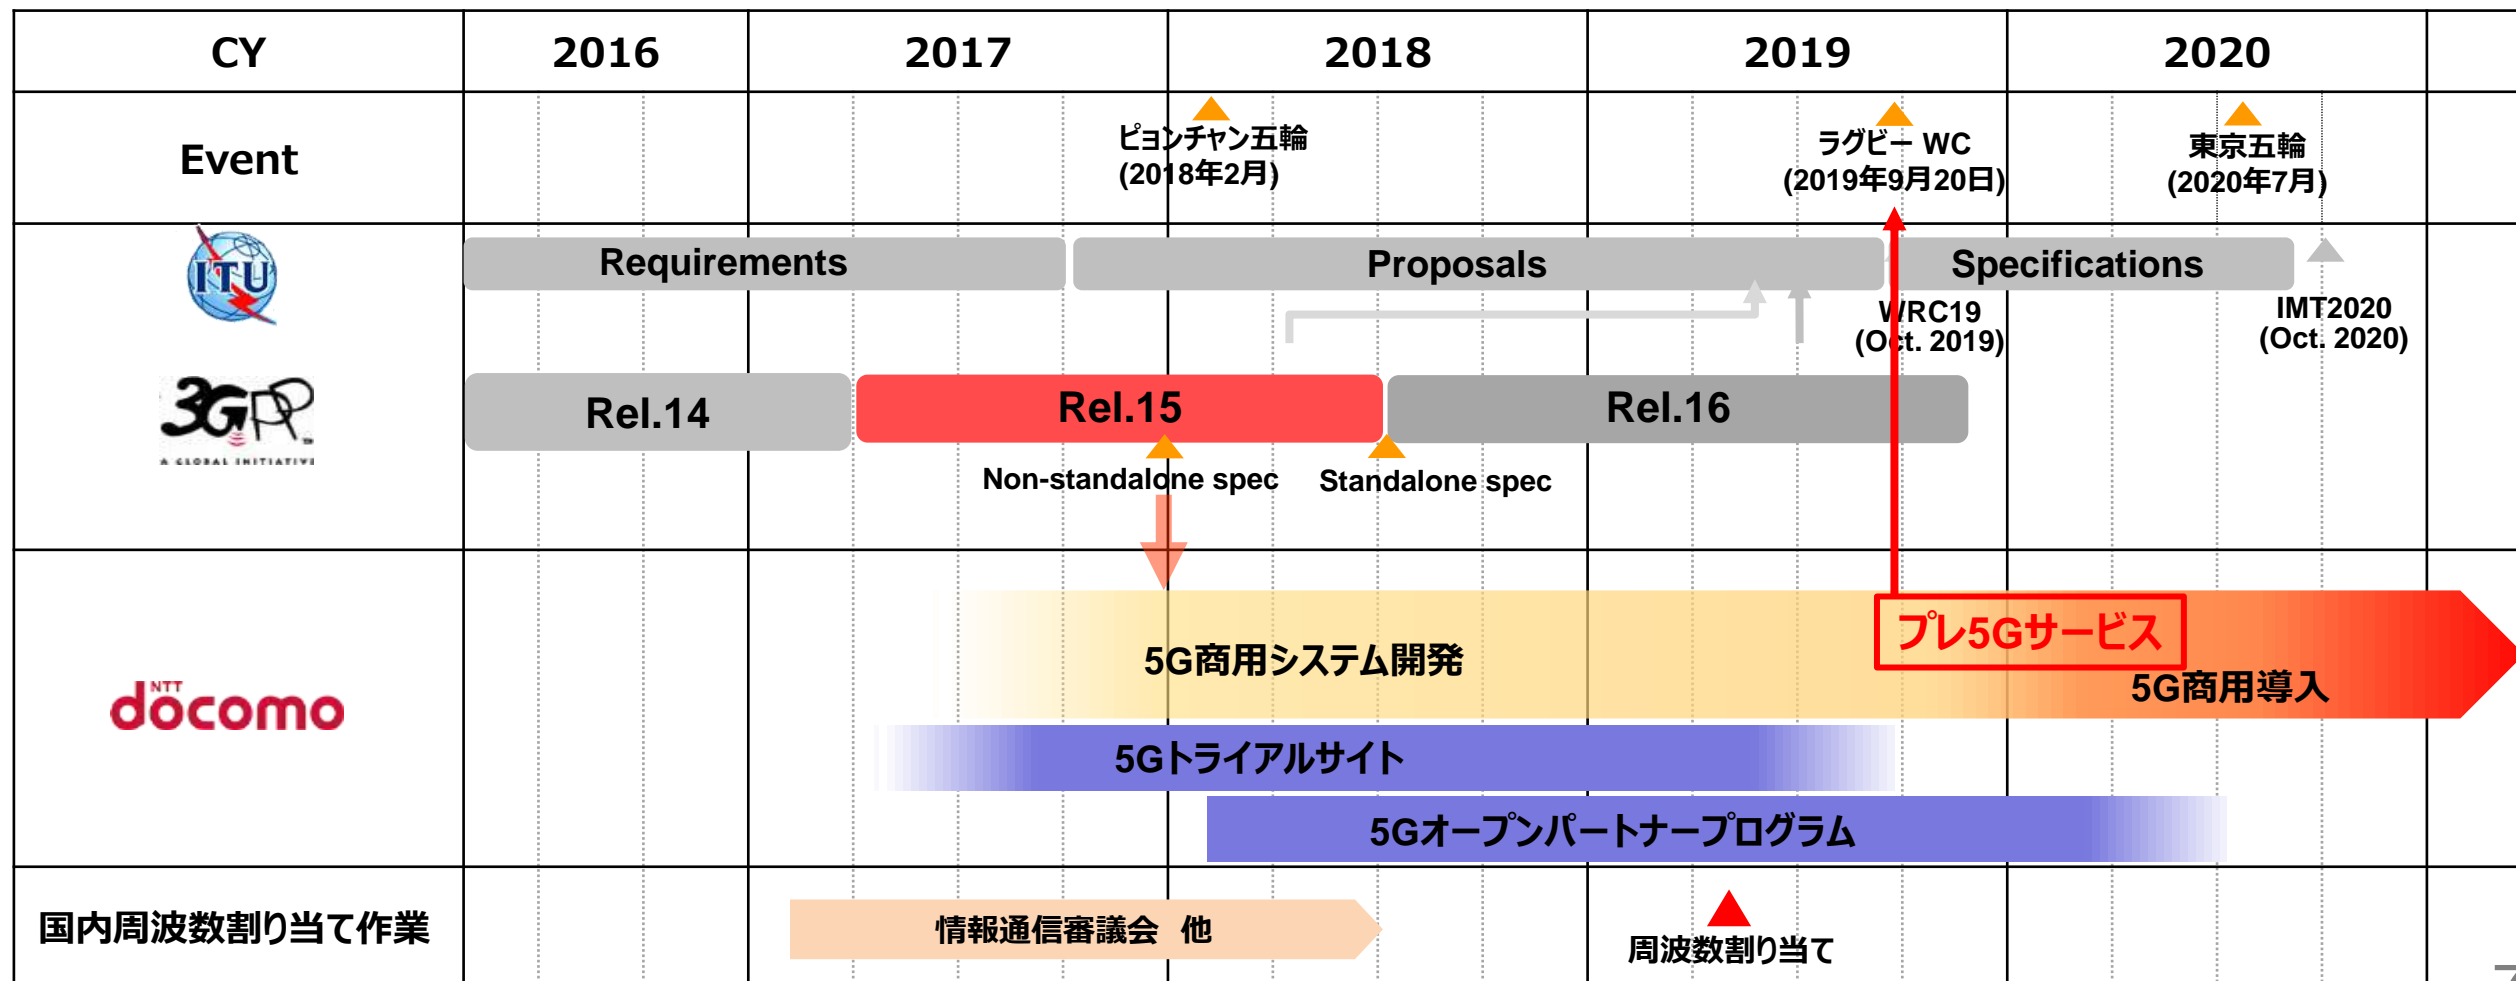 CY
2016
2017
2018
2019
2020
Event
ピョンチャン五輪
(2018年2月)
ラグビー WC
(2019年9月20日)
東京五輪
(2020年7月)
ITU
Requirements
Proposals
Specifications
WRC19
(Oct. 2019)
IMT2020
(Oct. 2020)
3GPP
A GLOBAL INITIATIVE
Rel.14
Rel.15
Rel.16
Non-standalone spec
Standalone spec
NTT
docomo
プレ5Gサービス
5G商用システム開発
5G商用導入
5Gトライアルサイト
5Gオープンパートナープログラム
国内周波数割り当て作業
情報通信審議会 他
周波数割り当て